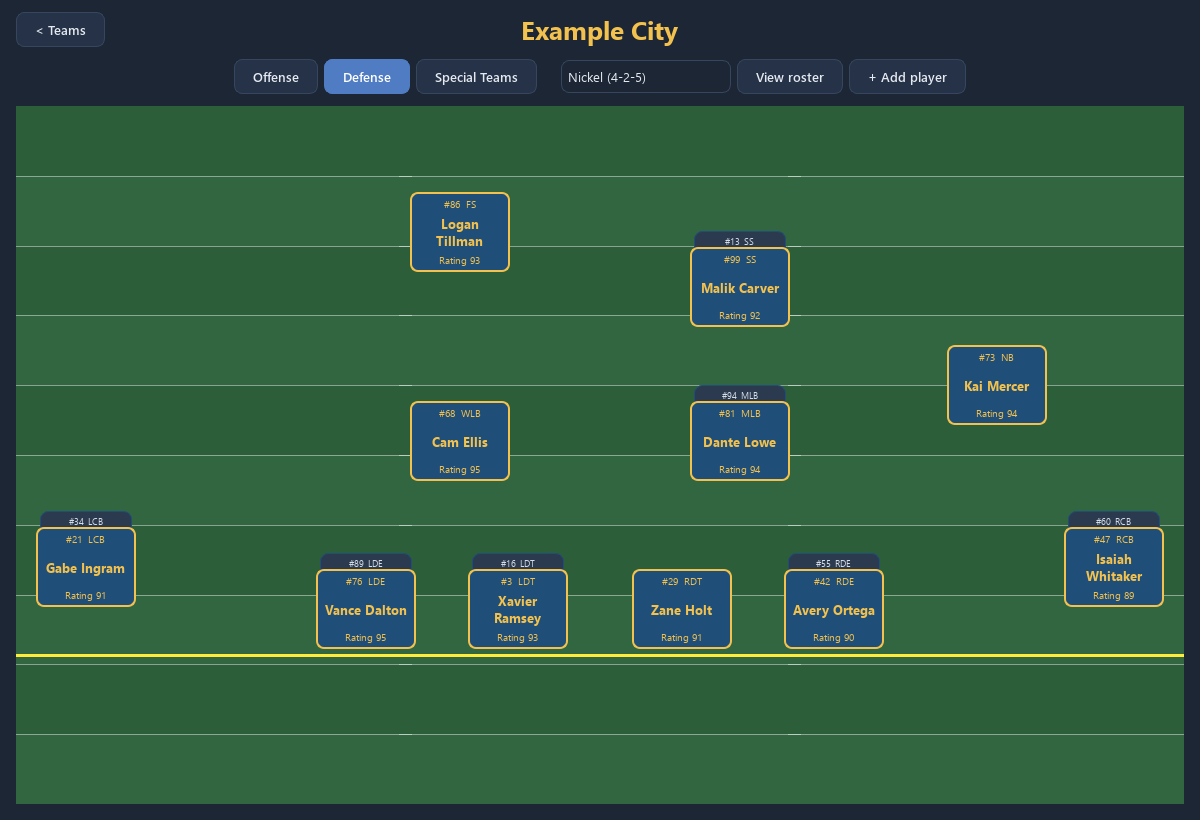 < Teams
Example City
Offense
Defense
Special Teams
Nickel (4-2-5)
View roster
+ Add player
#86 FS
Logan
Tillman
Rating 93
#13 SS
#99 SS
Malik Carver
Rating 92
#73 NB
Kai Mercer
Rating 94
#68 WLB
Cam Ellis
Rating 95
#94 MLB
#81 MLB
Dante Lowe
Rating 94
#34 LCB
#21 LCB
Gabe Ingram
Rating 91
#89 LDE
#76 LDE
Vance Dalton
Rating 95
#16 LDT
#3 LDT
Xavier
Ramsey
Rating 93
#29 RDT
Zane Holt
Rating 91
#55 RDE
#42 RDE
Avery Ortega
Rating 90
#60 RCB
#47 RCB
Isaiah
Whitaker
Rating 89